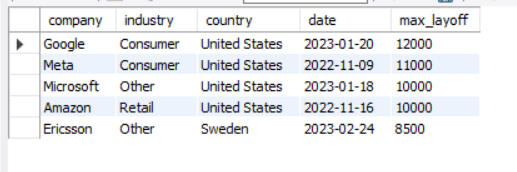 company industry country date max_layoff
Google Consumer United States 2023-01-20 12000
Meta Consumer United States 2022-11-09 11000
Microsoft Other United States 2023-01-18 10000
Amazon Retail United States 2022-11-16 10000
Ericsson Other Sweden 2023-02-24 8500